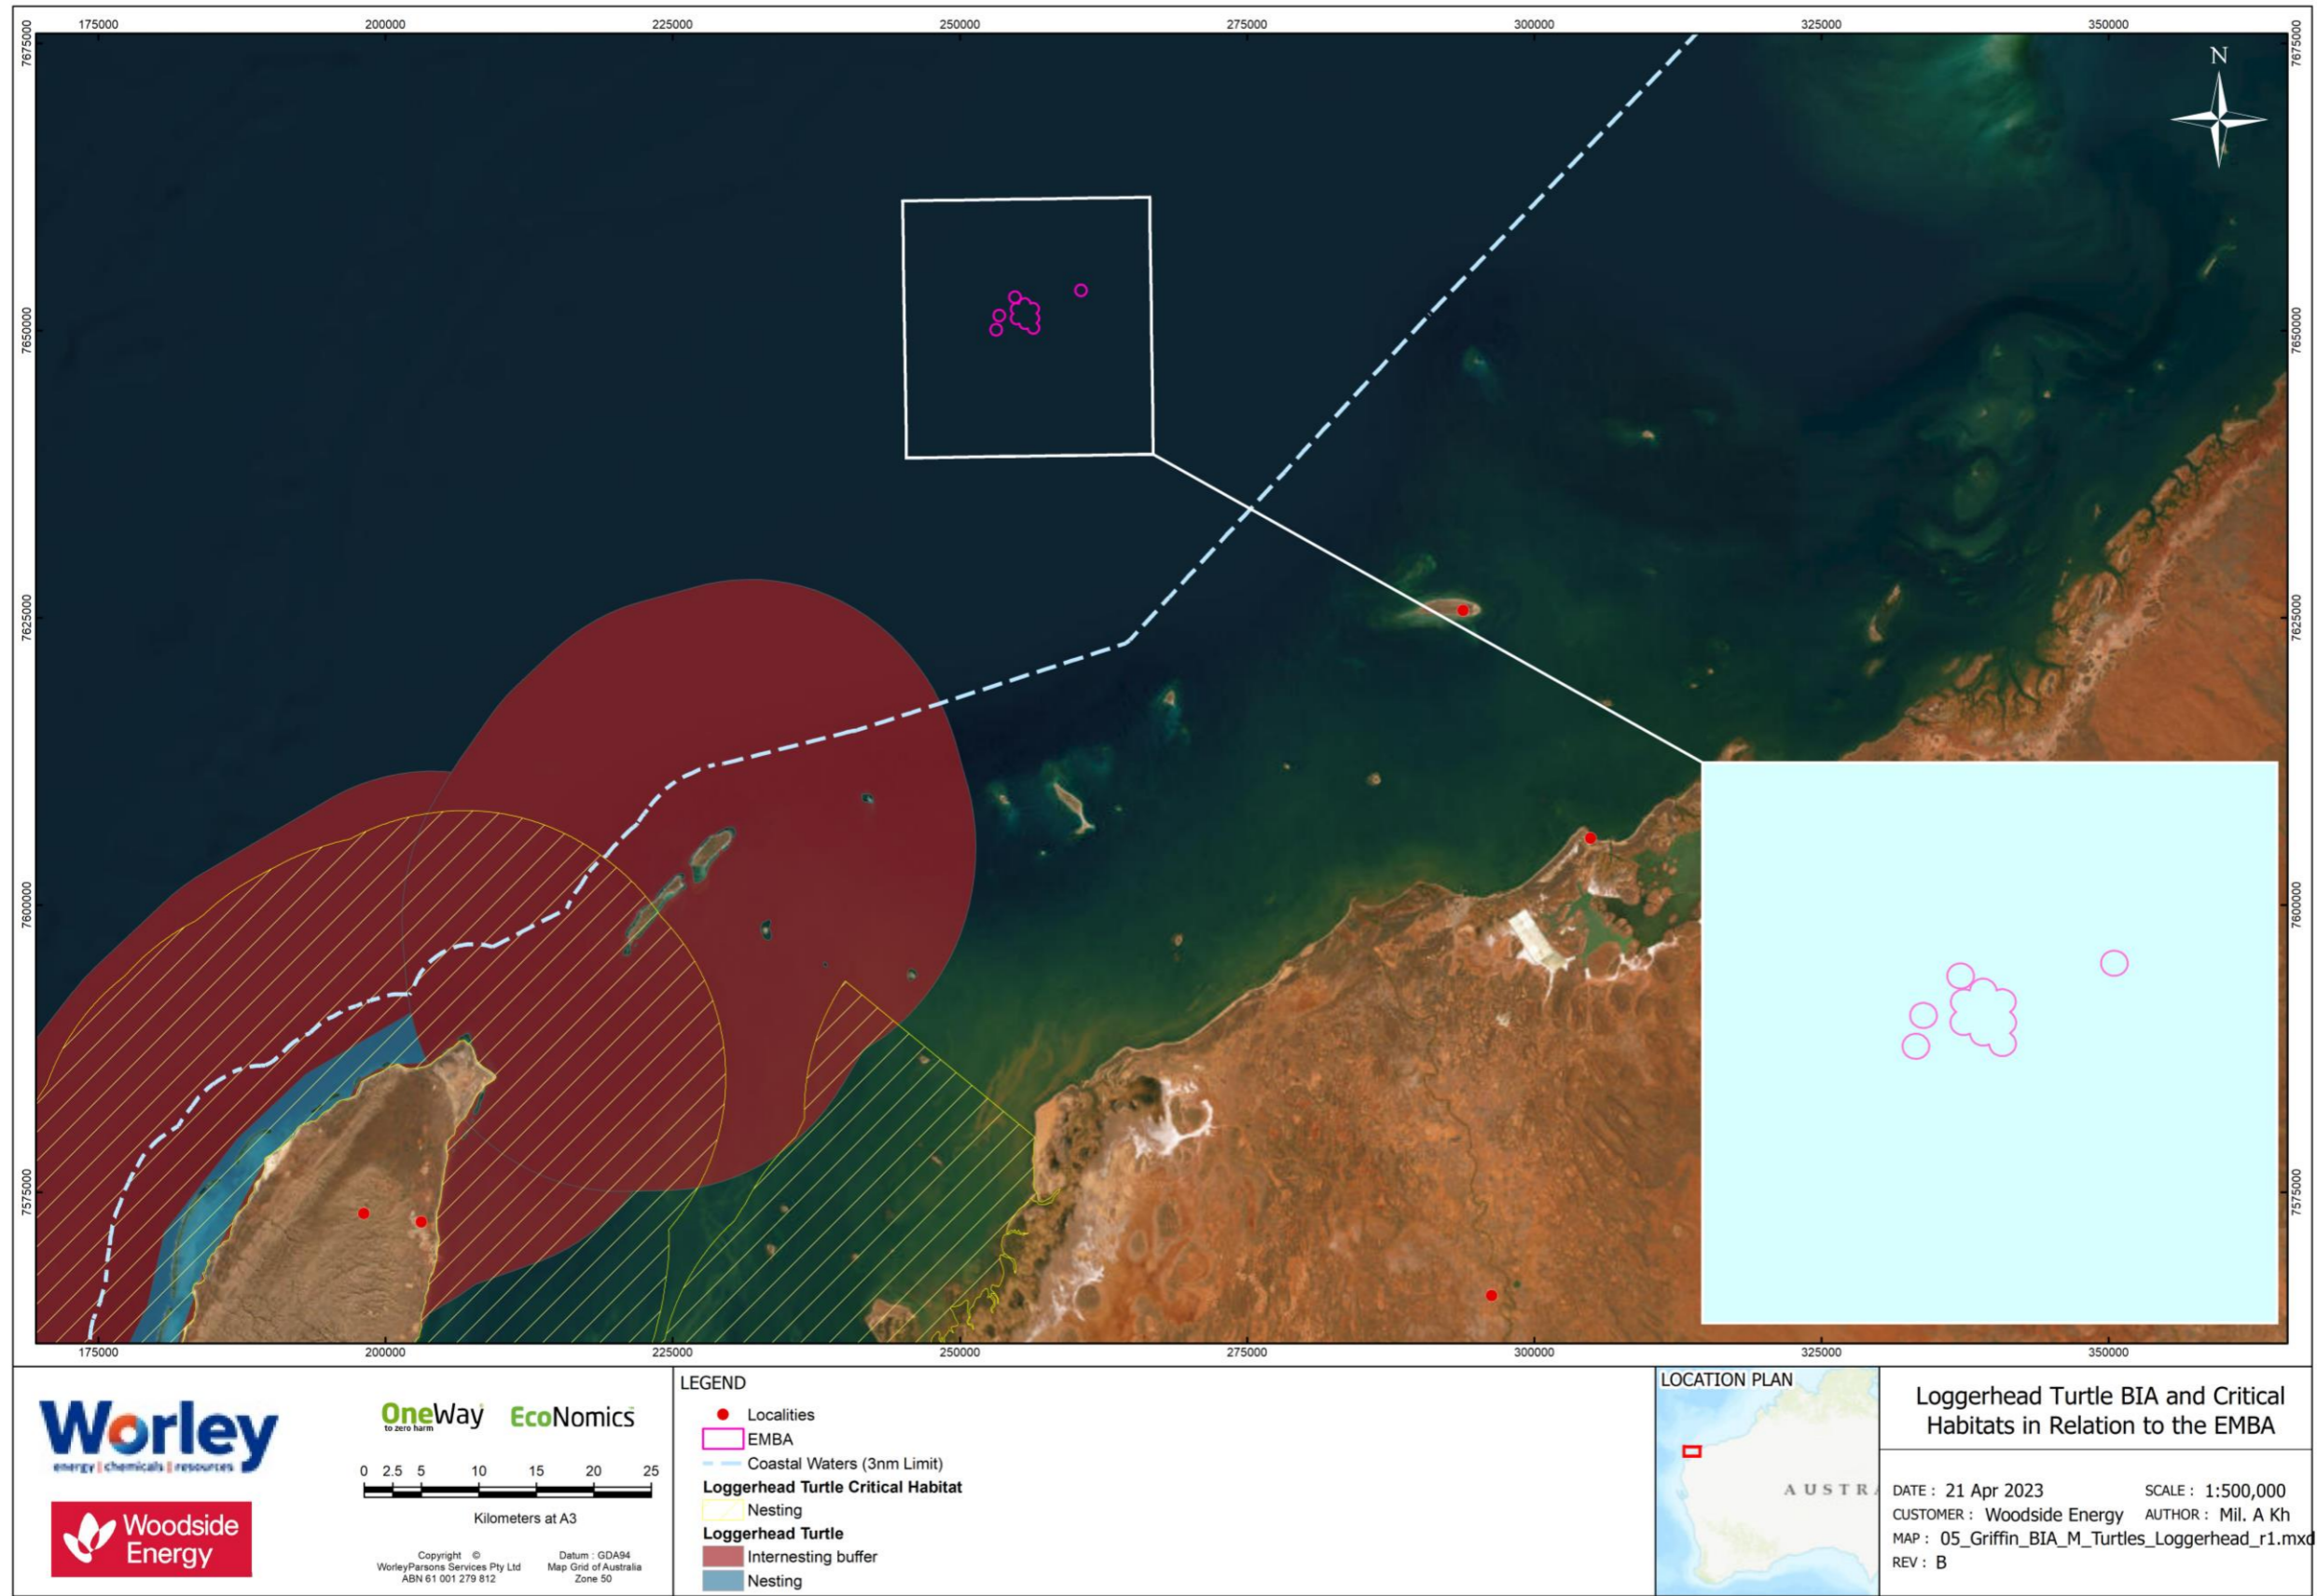 175000 200000 225000 250000 275000 300000 325000 350000
7675000 7675000
N
7650000 7650000
7625000 7625000
7600000 7600000
7575000 7575000
175000 200000 225000 250000 275000 300000 325000 350000
Worley
energy | chemicals | resources
Woodside
Energy
OneWay
to zero harm
EcoNomics
0 2.5 5 10 15 20 25
Kilometers at A3
Copyright ©
WorleyParsons Services Pty Ltd
ABN 61 001 279 812
Datum : GDA94
Map Grid of Australia
Zone 50
LEGEND
Localities
EMBA
Coastal Waters (3nm Limit)
Loggerhead Turtle Critical Habitat
Nesting
Loggerhead Turtle
Internesting buffer
Nesting
LOCATION PLAN
AUSTRA
Loggerhead Turtle BIA and Critical
Habitats in Relation to the EMBA
DATE : 21 Apr 2023 SCALE : 1:500,000
CUSTOMER : Woodside Energy AUTHOR : Mil. A Kh
MAP : 05_Griffin_BIA_M_Turtles_Loggerhead_r1.mxd
REV : B